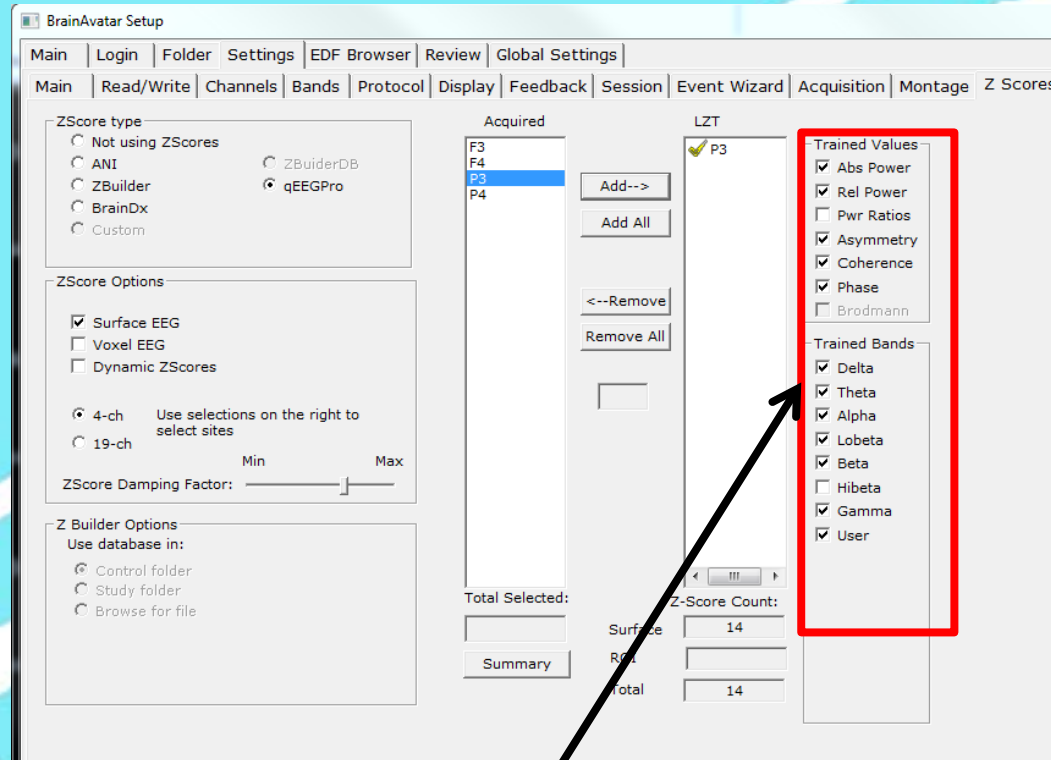 BrainAvatar Setup
Main Login Folder Settings EDF Browser Review Global Settings
Main Read/Write Channels Bands Protocol Display Feedback Session Event Wizard Acquisition Montage Z Scores
ZScore type
Not using ZScores
ANI
ZBuiderDB
ZBuilder
qEEGPro
BrainDx
Custom
ZScore Options
Surface EEG
Voxel EEG
Dynamic ZScores
4-ch
Use selections on the right to
select sites
19-ch
Min Max
ZScore Damping Factor:
Z Builder Options
Use database in:
Control folder
Study folder
Browse for file
Acquired
F3
F4
P3
P4
Total Selected:
Summary
Add-->
Add All
<--Remove
Remove All
LZT
P3
Z-Score Count:
Surface 14
ROI
Total 14
Trained Values
Abs Power
Rel Power
Pwr Ratios
Asymmetry
Coherence
Phase
Brodmann
Trained Bands
Delta
Theta
Alpha
Lobeta
Beta
Hibeta
Gamma
User